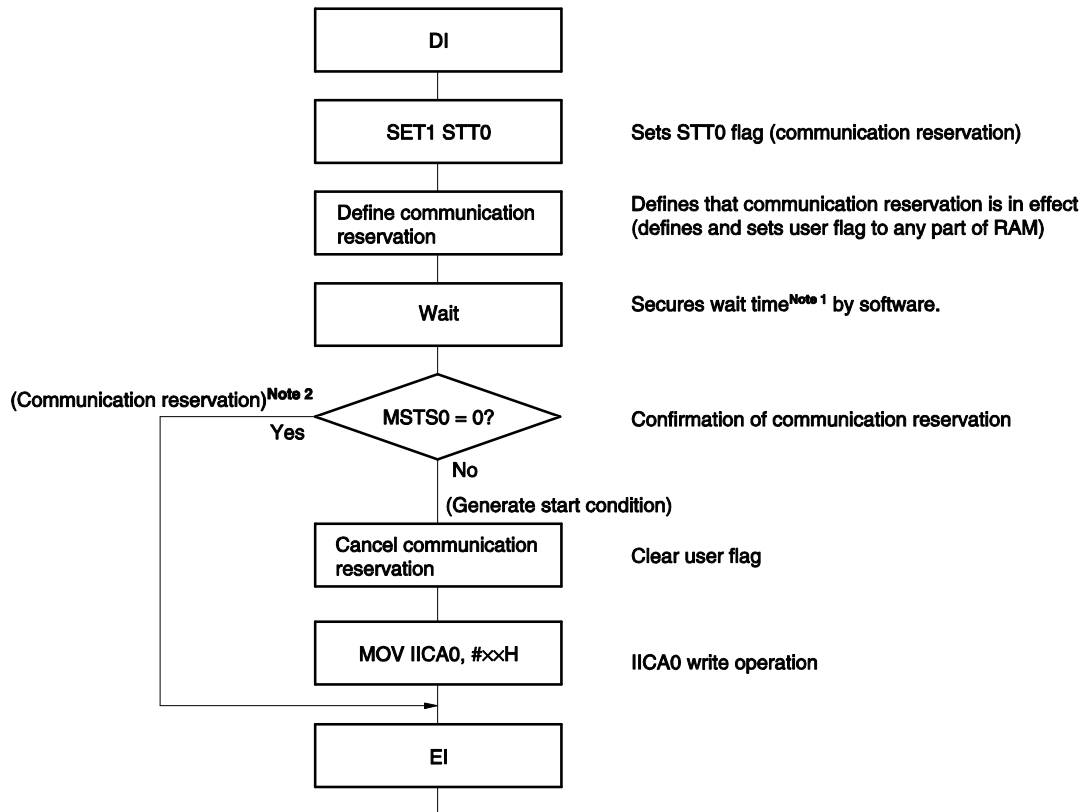 DI
SET1 STT0
Sets STT0 flag (communication reservation)
Define communication
reservation
Defines that communication reservation is in effect
(defines and sets user flag to any part of RAM)
Wait
Secures wait timeNote 1 by software.
(Communication reservation)Note 2
Yes
MSTS0 = 0?
Confirmation of communication reservation
No
(Generate start condition)
Cancel communication
reservation
Clear user flag
MOV IICA0, #××H
IICA0 write operation
EI